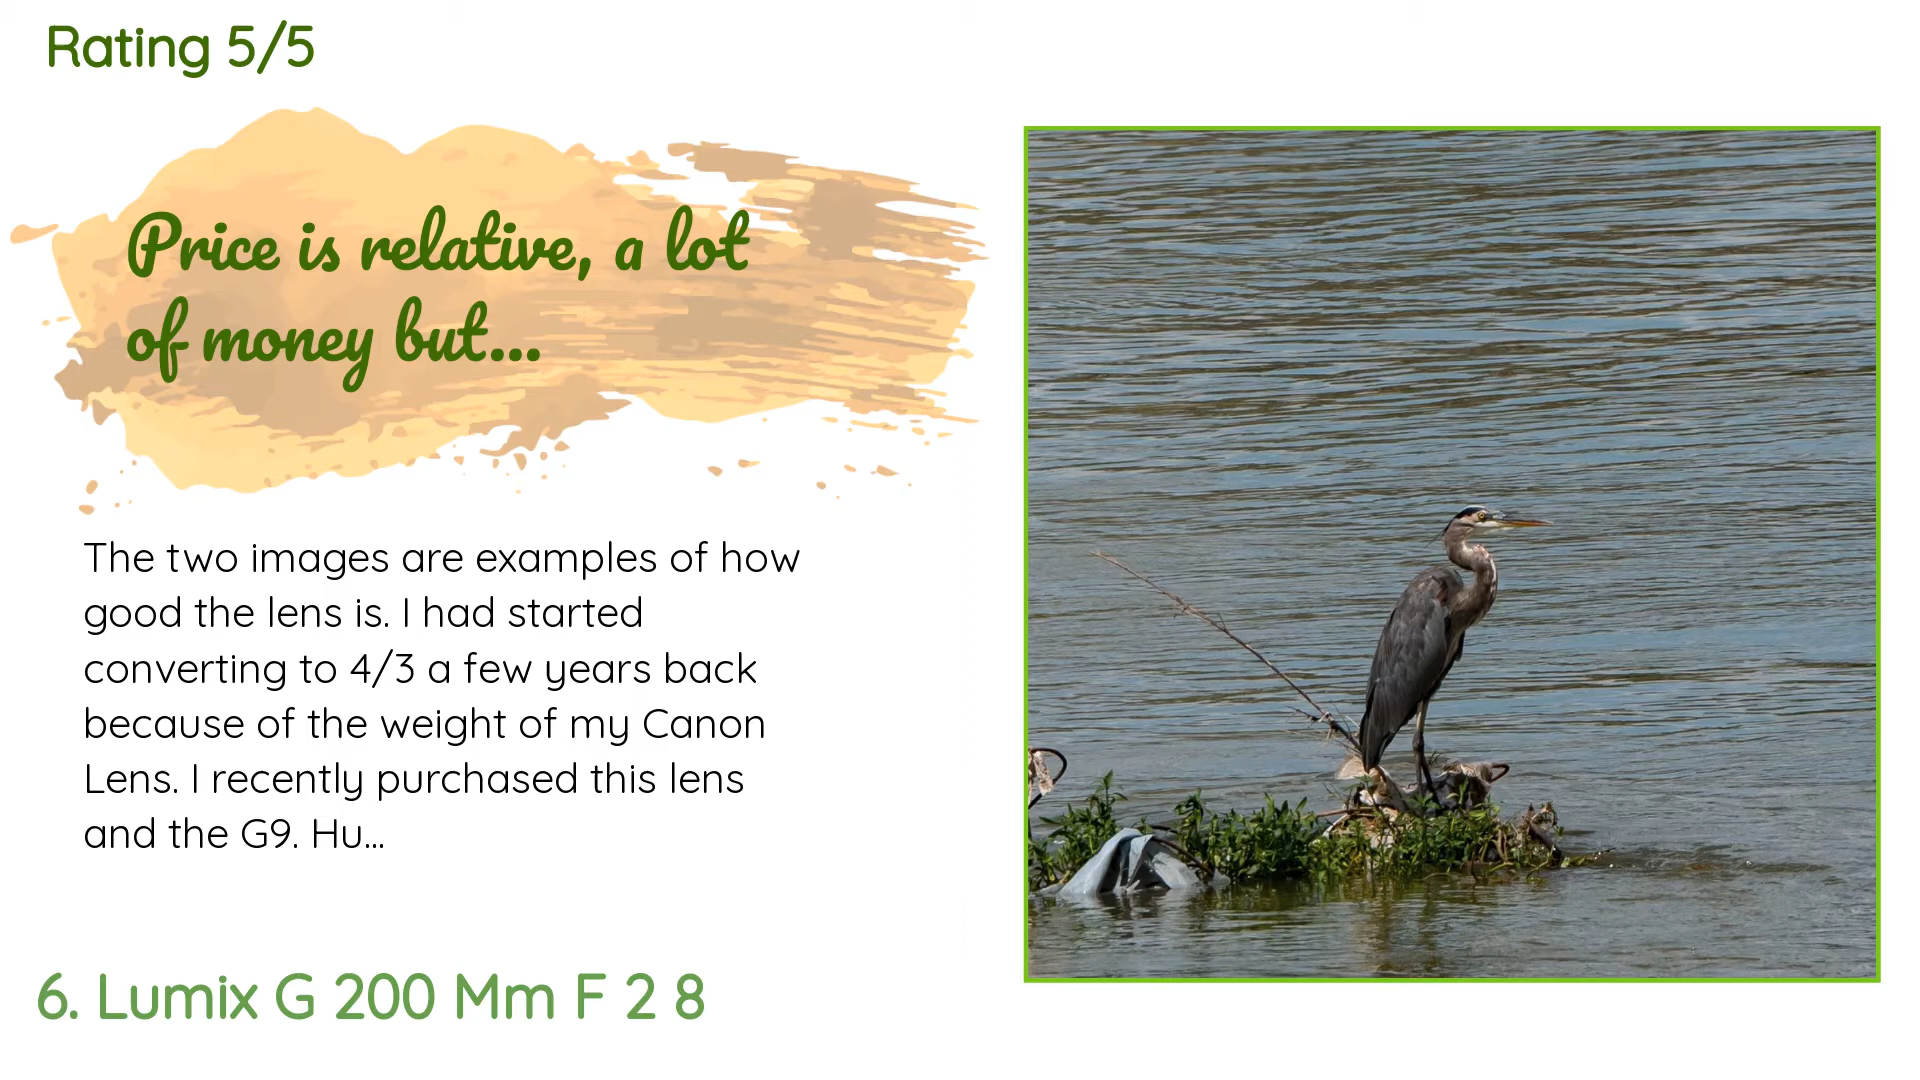 Rating 5/5
Price is relative, a lot
of money but...
The two images are examples of how
good the lens is. I had started
converting to 4/3 a few years back
because of the weight of my Canon
Lens. I recently purchased this lens
and the G9. Hu...
6. Lumix G 200 Mm F 2 8